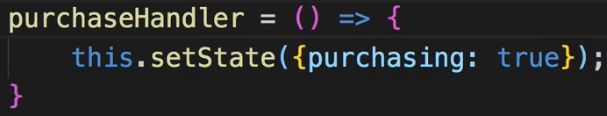 purchaseHandler = () => {
    this.setState({purchasing: true});
}